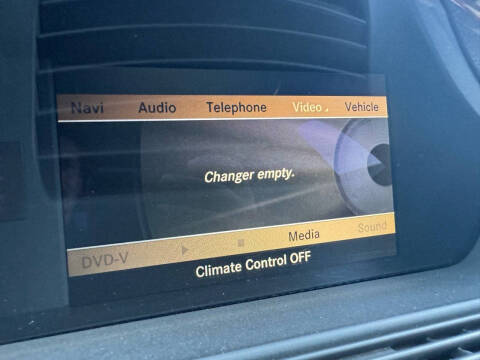 Navi Audio Telephone Video Vehicle
Changer empty.
DVD-V Media Sound
Climate Control OFF